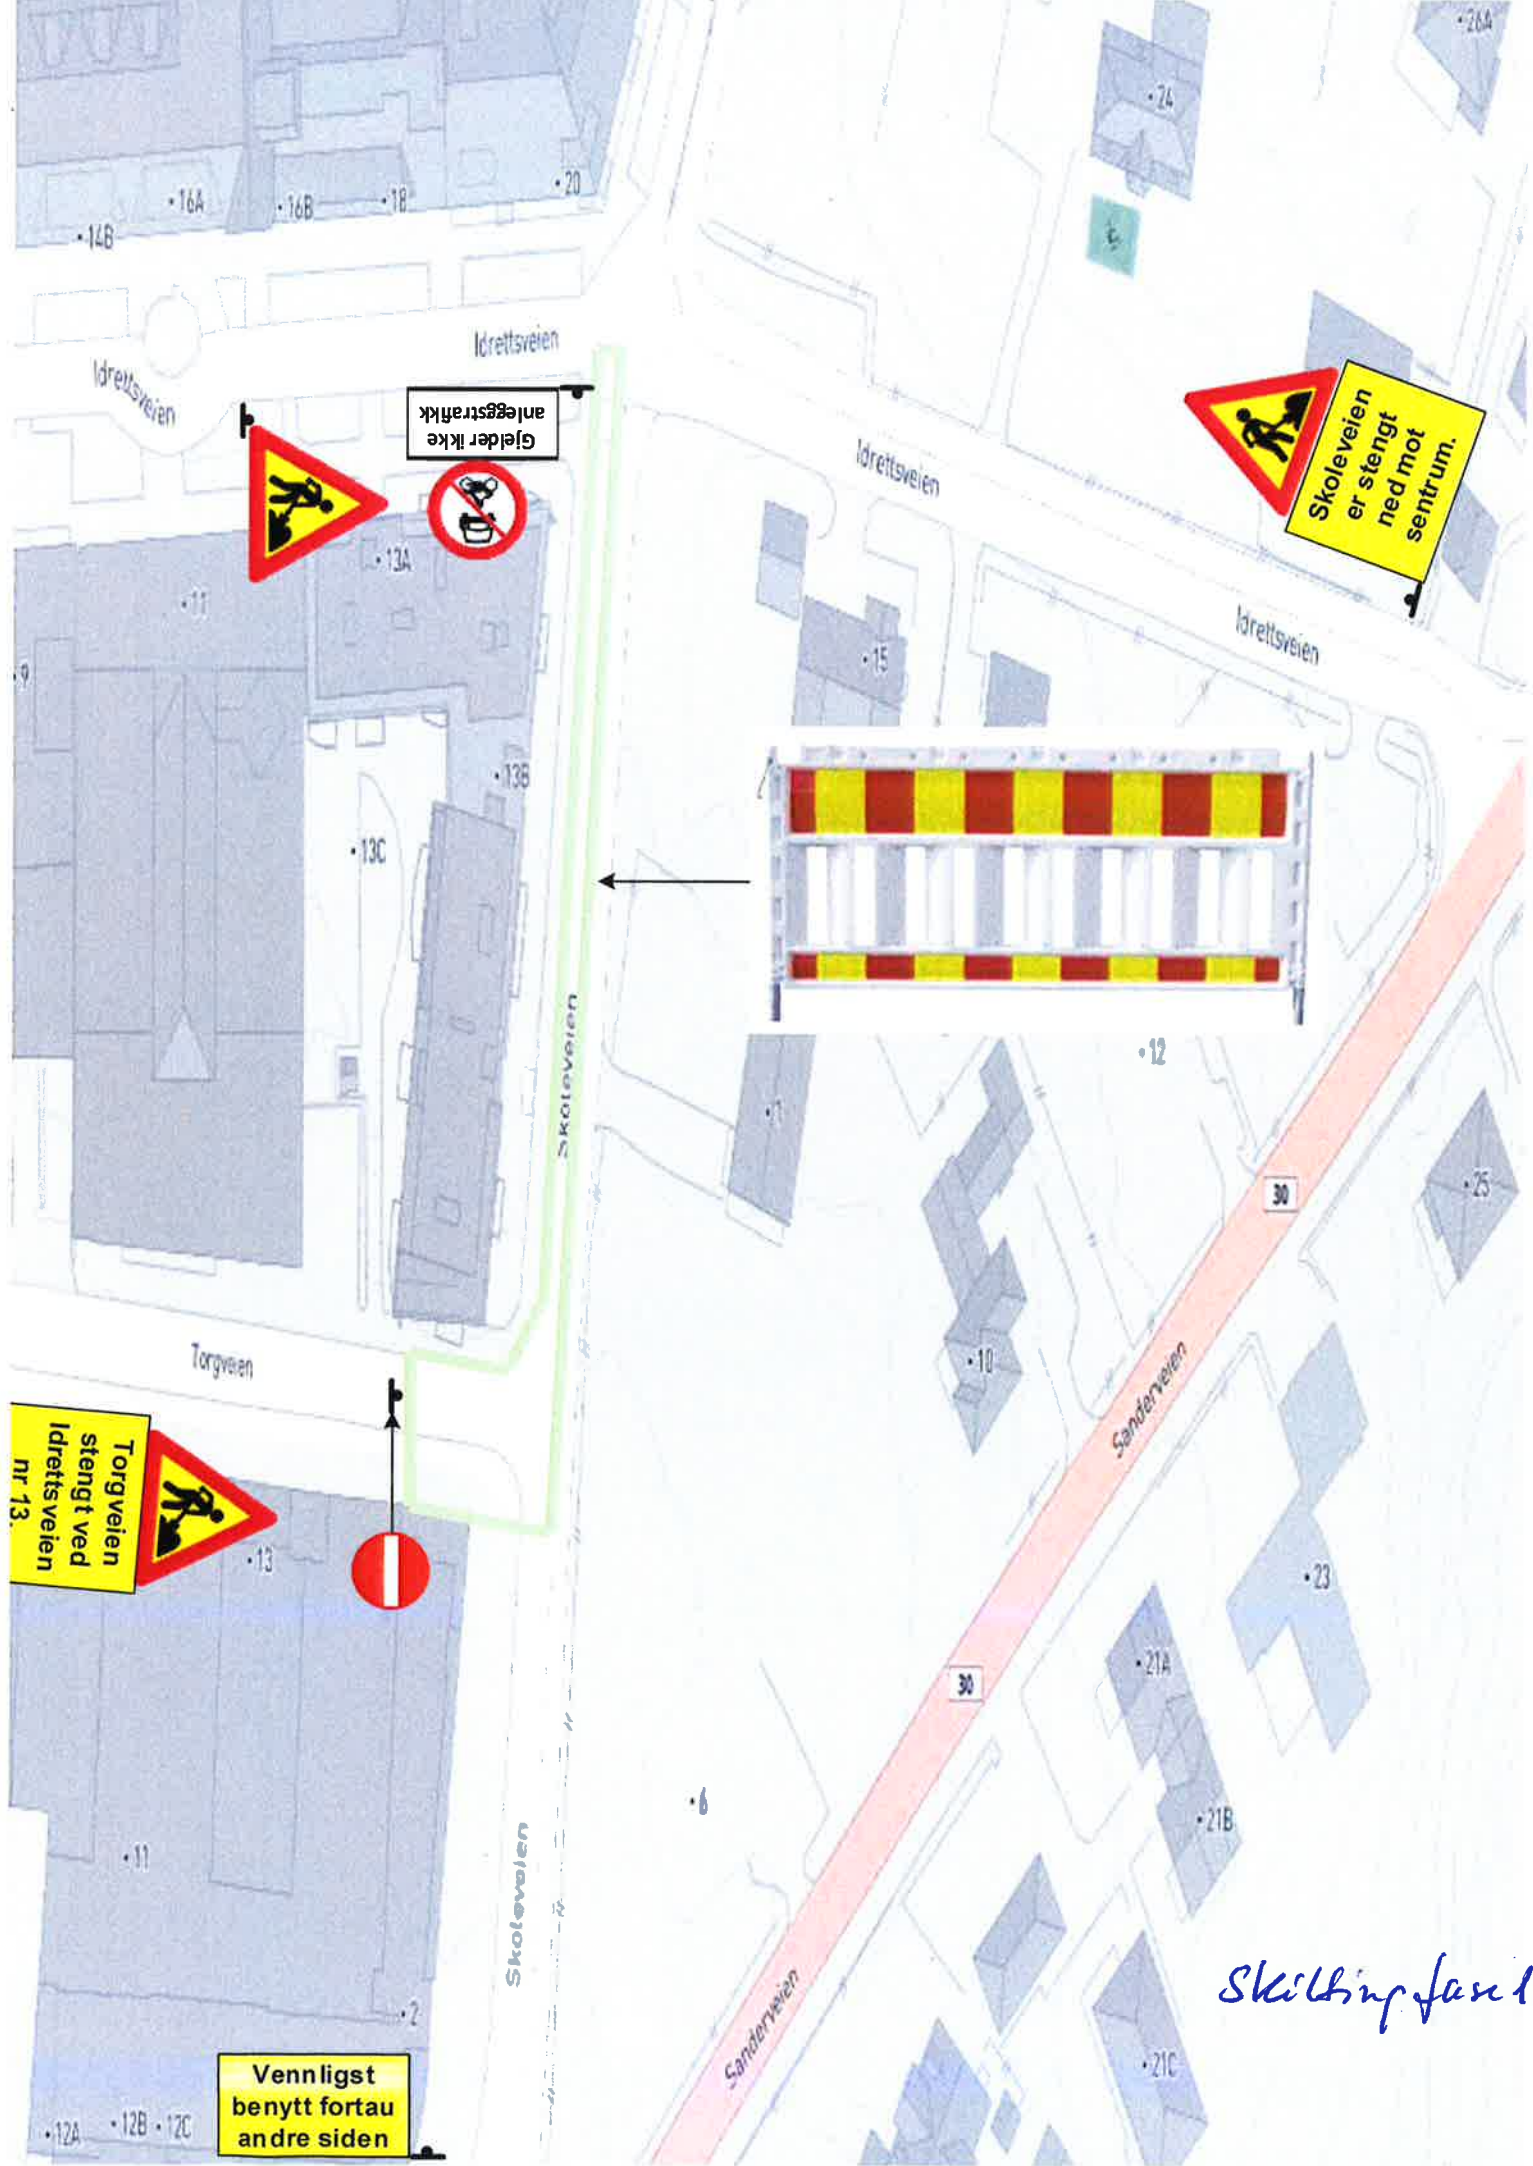 26A
24
16A
16B
18
20
14B
Idrettsveien
Idrettsveien
Gjelder ikke
anleggstrafikk
Skoleveien
er stengt
ned mot
sentrum.
Idrettsveien
13A
11
Idrettsveien
15
9
13B
13C
Skoleveien
12
30
25
Torgveien
10
Sanderveien
Torgveien
stengt ved
Idrettsveien
nr 13.
13
23
21A
30
6
21B
11
Skoleveien
Skiltingfase 1
2
Sanderveien
21C
Vennligst
benytt fortau
andre siden
12A
12B
12C